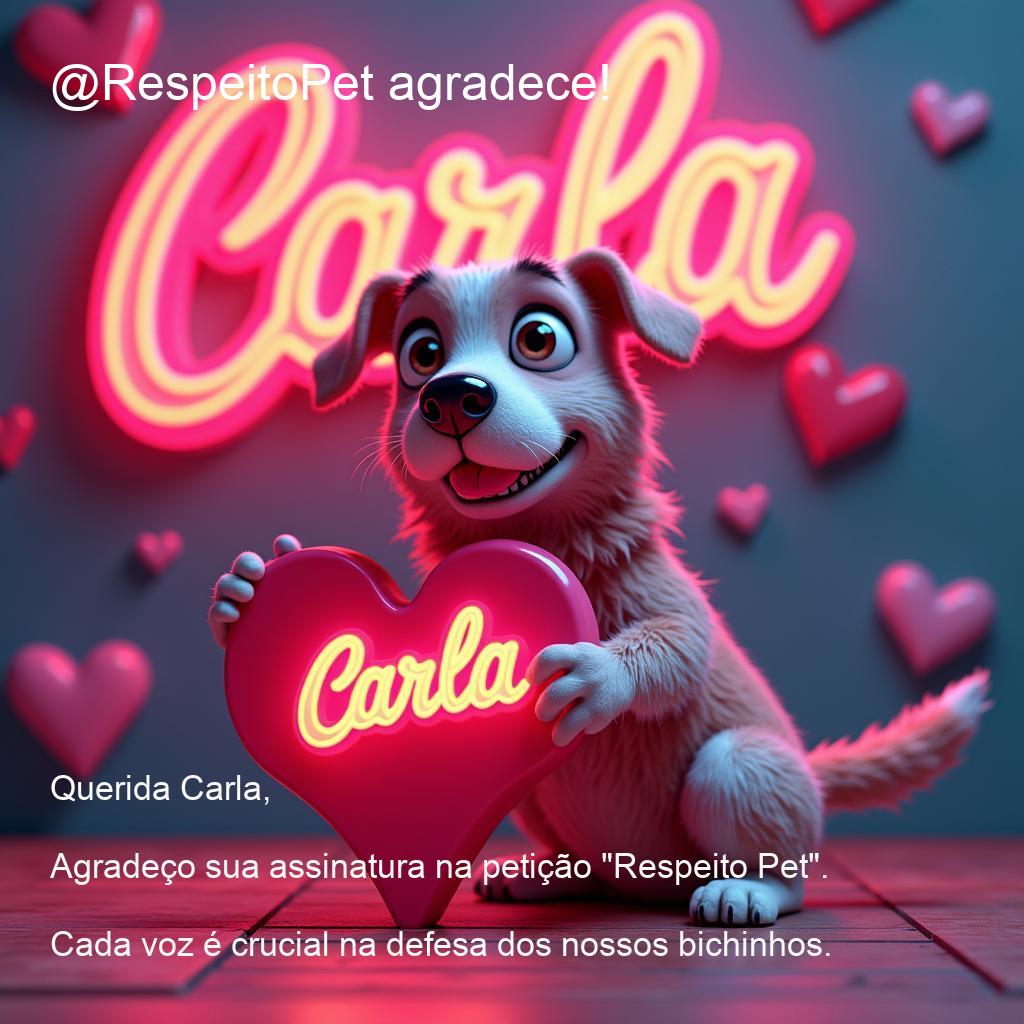 @RespeitoPet agradece!
Carla
Carla
Querida Carla,
Agradeço sua assinatura na petição "Respeito Pet".
Cada voz é crucial na defesa dos nossos bichinhos.